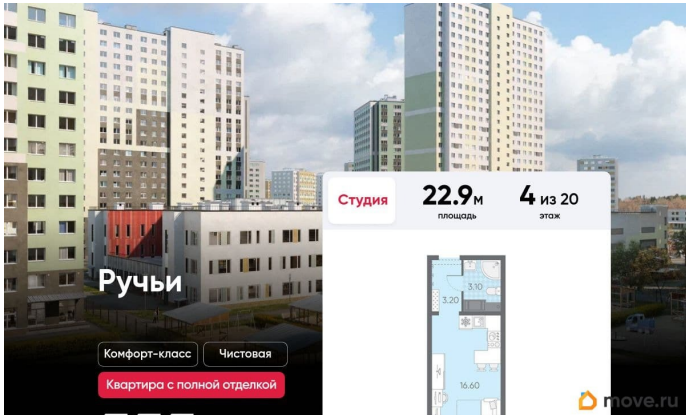 Студия
22.9 м
площадь
4 из 20
этаж
Ручьи
3.20
3.10
16.60
Комфорт-класс
Чистовая
Квартира с полной отделкой
move.ru